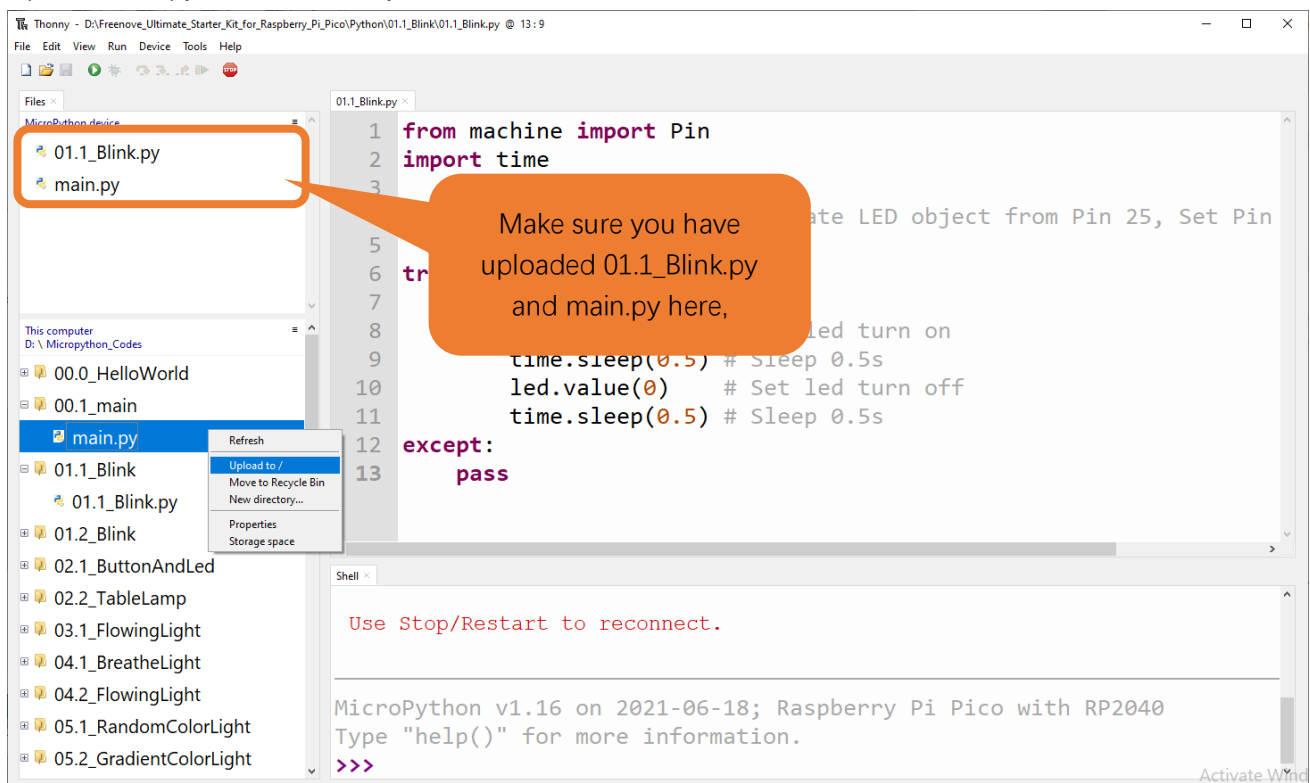 Thonny - D:\Freenove_Ultimate_Starter_Kit_for_Raspberry_Pi_Pico\Python\01.1_Blink\01.1_Blink.py @ 13:9
File Edit View Run Device Tools Help
Files
MicroPython device
01.1_Blink.py
main.py
This computer
D: \ Micropython_Codes
00.0_HelloWorld
00.1_main
main.py
01.1_Blink
01.1_Blink.py
01.2_Blink
02.1_ButtonAndLed
02.2_TableLamp
03.1_FlowingLight
04.1_BreatheLight
04.2_FlowingLight
05.1_RandomColorLight
05.2_GradientColorLight
Refresh
Upload to /
Move to Recycle Bin
New directory...
Properties
Storage space
01.1_Blink.py
1 from machine import Pin
2 import time
3
ate LED object from Pin 25, Set Pin
5
6 tr
7
8 led turn on
9 time.sleep(0.5) # Sleep 0.5s
10 led.value(0) # Set led turn off
11 time.sleep(0.5) # Sleep 0.5s
12 except:
13 pass
Make sure you have
uploaded 01.1_Blink.py
and main.py here,
Shell
Use Stop/Restart to reconnect.
MicroPython v1.16 on 2021-06-18; Raspberry Pi Pico with RP2040
Type "help()" for more information.
>>>
Activate Wind